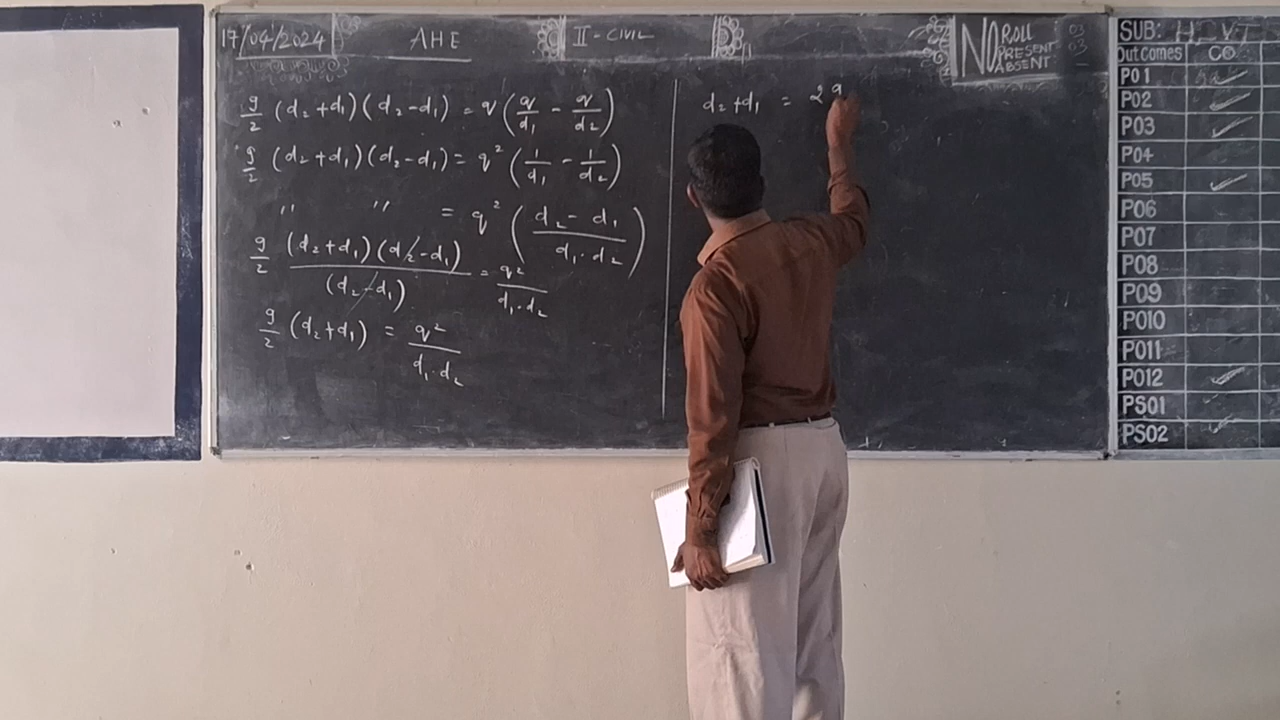 17/04/2024 AHE II - CIVIL
NO ROLL PRESENT ABSENT 03 03 -
g/2 (d₂+d₁)(d₂-d₁) = q(q/d₁ - q/d₂)
g/2 (d₂+d₁)(d₂-d₁) = q²(1/d₁ - 1/d₂)
" " = q²((d₂-d₁)/(d₁.d₂))
g/2 (d₂+d₁)(d₂-d₁)/(d₂-d₁) = q²/(d₁.d₂)
g/2 (d₂+d₁) = q²/(d₁.d₂)
d₂+d₁ = 2q
SUB:
Out Comes CO
PO1 ✓
PO2 ✓
PO3 ✓
PO4
PO5 ✓
PO6
PO7
PO8
PO9
PO10
PO11
PO12 ✓
PSO1
PSO2 ✓